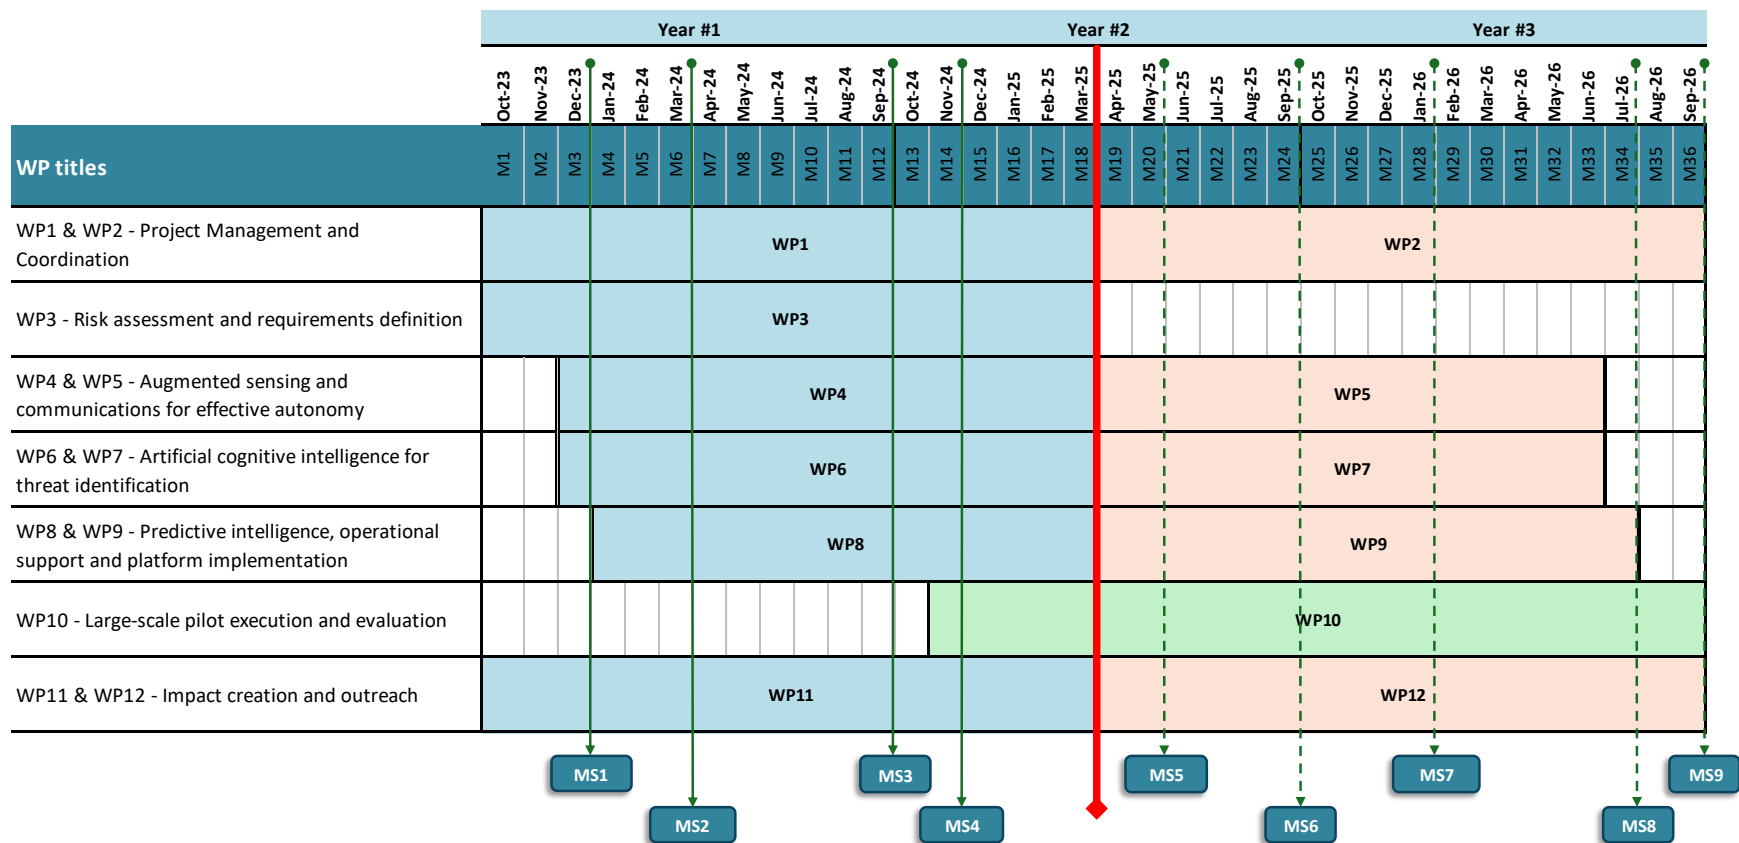 Year #1 Year #2 Year #3
Oct-23 Nov-23 Dec-23 Jan-24 Feb-24 Mar-24 Apr-24 May-24 Jun-24 Jul-24 Aug-24 Sep-24 Oct-24 Nov-24 Dec-24 Jan-25 Feb-25 Mar-25 Apr-25 May-25 Jun-25 Jul-25 Aug-25 Sep-25 Oct-25 Nov-25 Dec-25 Jan-26 Feb-26 Mar-26 Apr-26 May-26 Jun-26 Jul-26 Aug-26 Sep-26
WP titles M1 M2 M3 M4 M5 M6 M7 M8 M9 M10 M11 M12 M13 M14 M15 M16 M17 M18 M19 M20 M21 M22 M23 M24 M25 M26 M27 M28 M29 M30 M31 M32 M33 M34 M35 M36
WP1 & WP2 - Project Management and
Coordination
WP1 WP2
WP3 - Risk assessment and requirements definition WP3
WP4 & WP5 - Augmented sensing and
communications for effective autonomy
WP4 WP5
WP6 & WP7 - Artificial cognitive intelligence for
threat identification
WP6 WP7
WP8 & WP9 - Predictive intelligence, operational
support and platform implementation
WP8 WP9
WP10 - Large-scale pilot execution and evaluation WP10
WP11 & WP12 - Impact creation and outreach WP11 WP12
MS1 MS3 MS5 MS7 MS9
MS2 MS4 MS6 MS8